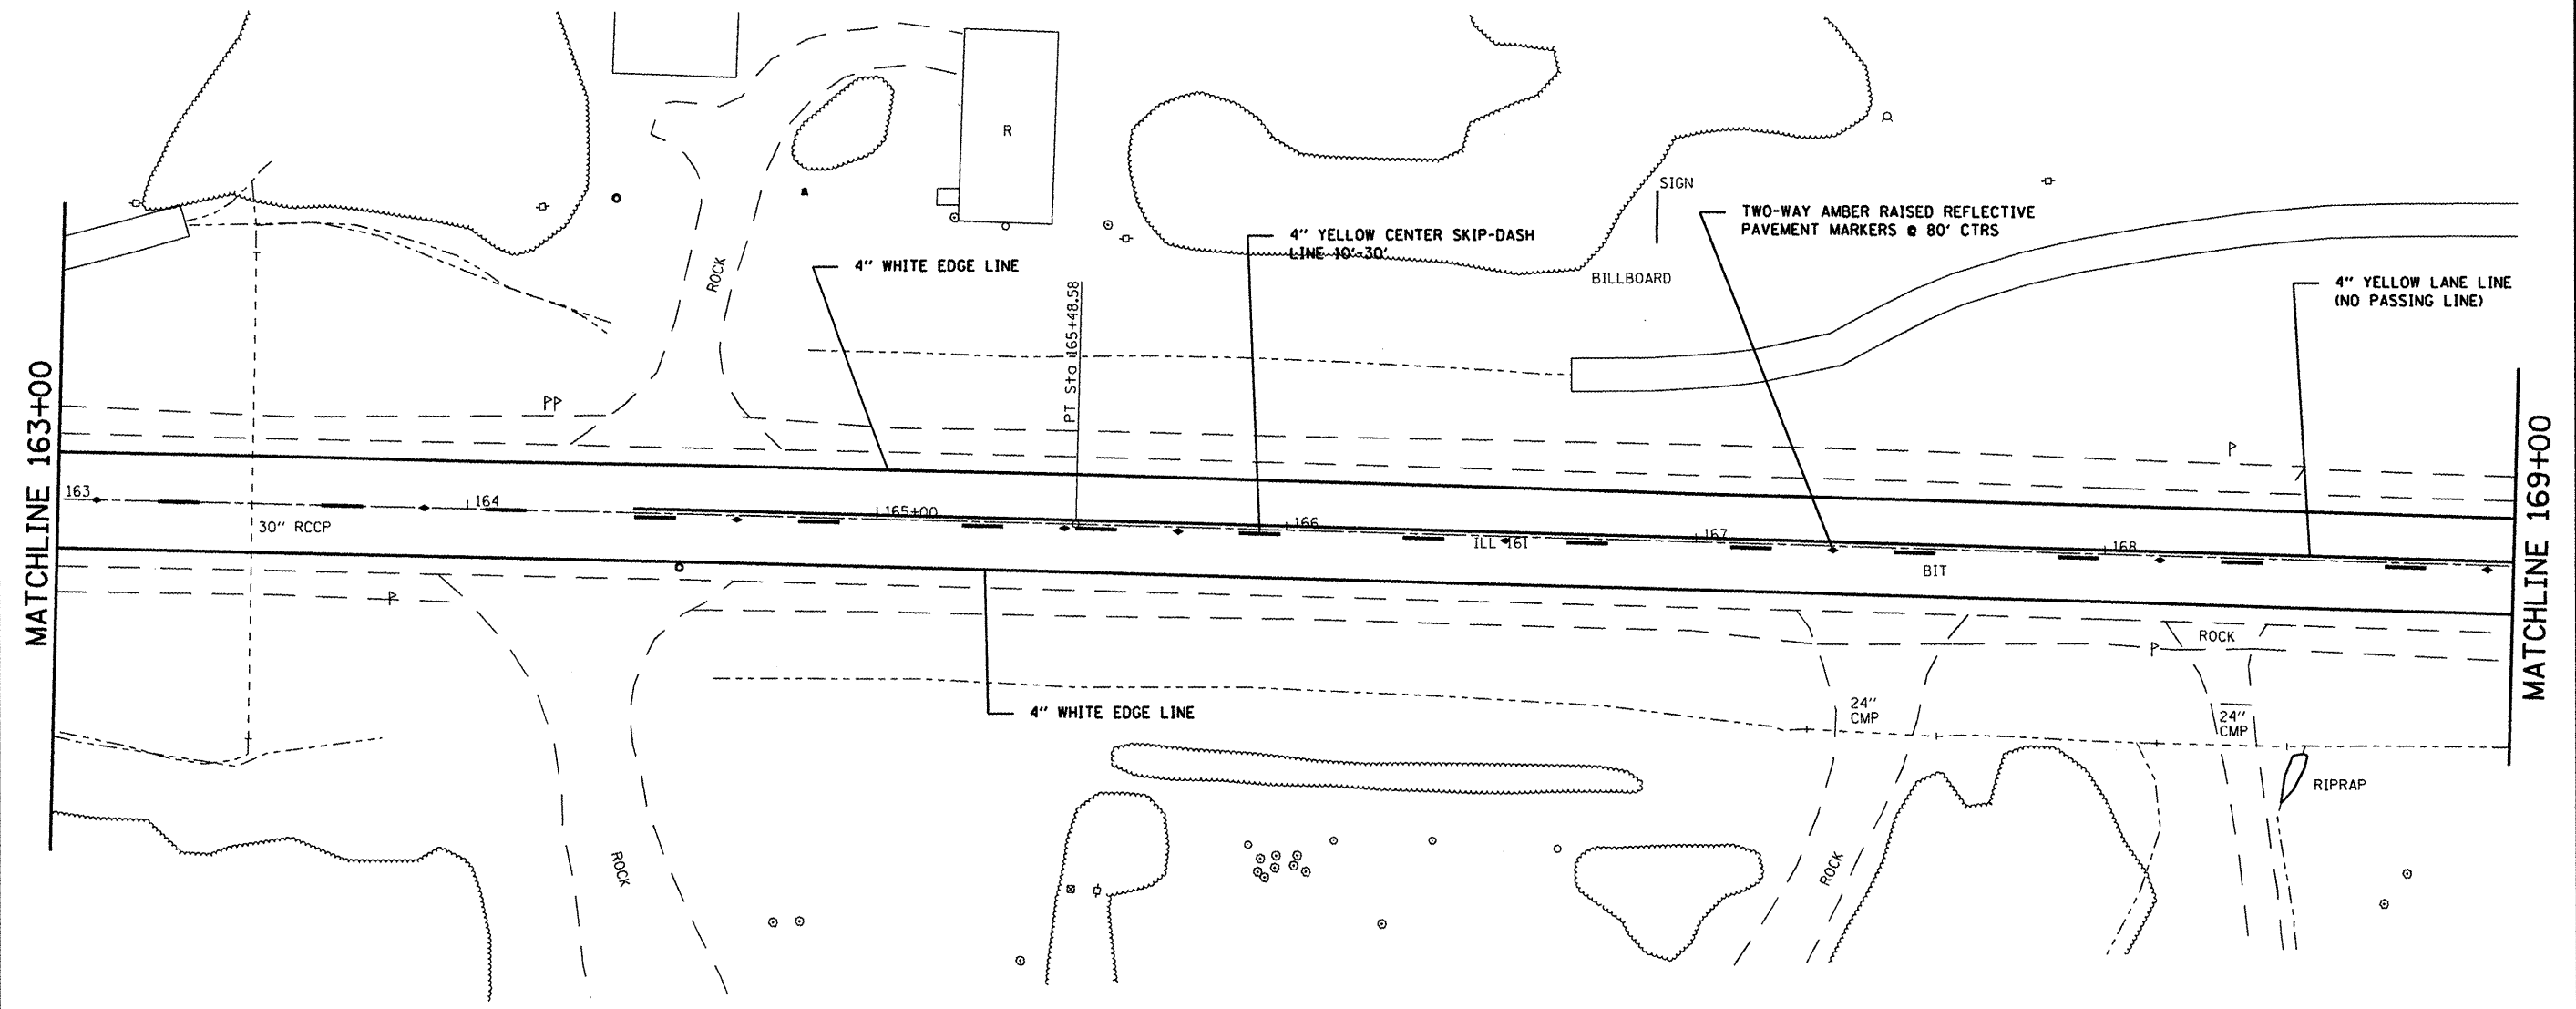 R
SIGN
TWO-WAY AMBER RAISED REFLECTIVE
PAVEMENT MARKERS @ 80' CTRS
4" YELLOW CENTER SKIP-DASH
LINE 10'-30'
4" WHITE EDGE LINE
ROCK
BILLBOARD
4" YELLOW LANE LINE
(NO PASSING LINE)
PT Sta 165+48.58
MATCHLINE 163+00
PP
P
MATCHLINE 169+00
163
164
165+00
166
167
168
30" RCCP
ILL 161
BIT
P
ROCK
P
4" WHITE EDGE LINE
24"
CMP
24"
CMP
RIPRAP
ROCK
ROCK